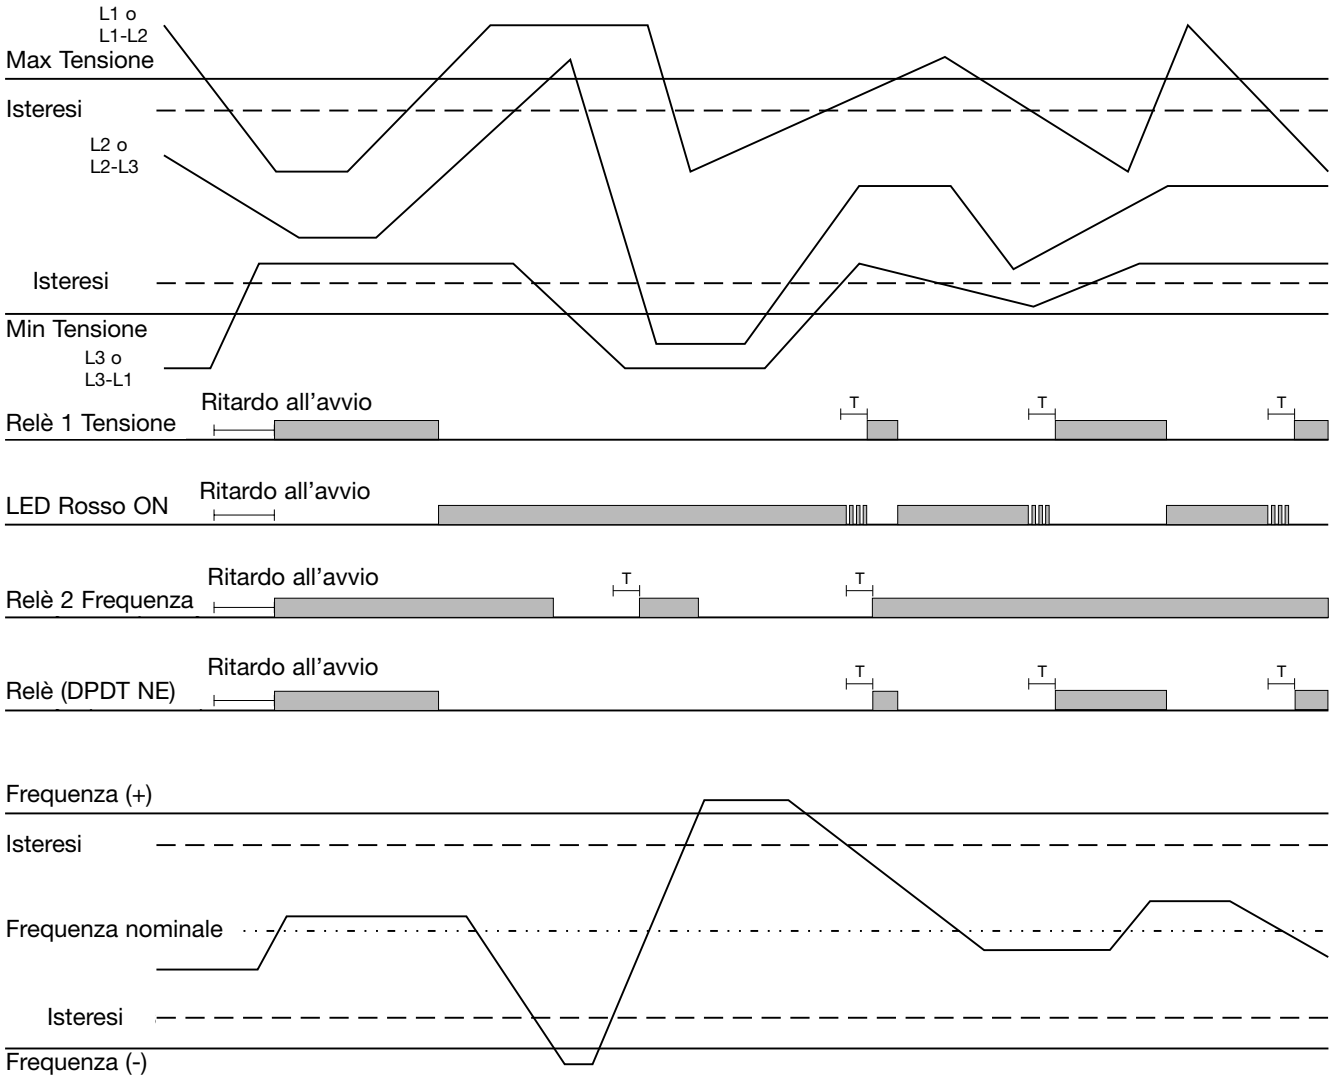 L1 o
L1-L2
Max Tensione
Isteresi
L2 o
L2-L3
Isteresi
Min Tensione
L3 o
L3-L1
Ritardo all'avvio
T
T
T
Relè 1 Tensione
Ritardo all'avvio
LED Rosso ON
Ritardo all'avvio
T
T
Relè 2 Frequenza
Ritardo all'avvio
T
T
T
Relè (DPDT NE)
Frequenza (+)
Isteresi
Frequenza nominale
Isteresi
Frequenza (-)